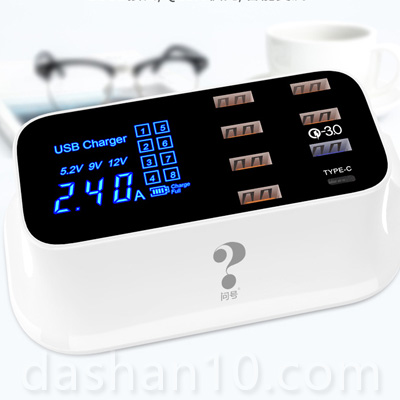 USB Charger
1 5
2 6
3 7
4 8
5.2V 9V 12V
2.40A
Charge
Full
-3.0
TYPE-C
?
问号
dashan10.com